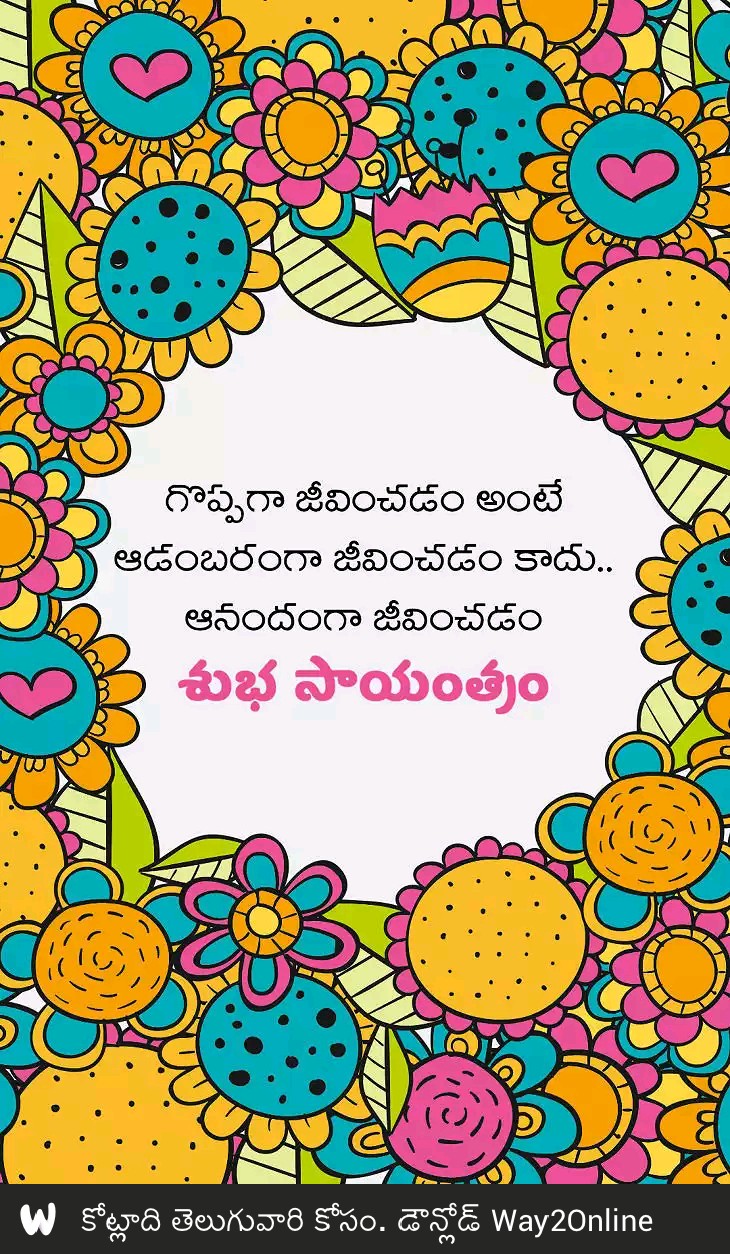 గొప్పగా జీవించడం అంటే
ఆడంబరంగా జీవించడం కాదు..
ఆనందంగా జీవించడం
శుభ సాయంత్రం
కోట్లాది తెలుగువారి కోసం. డౌన్లోడ్ Way2Online